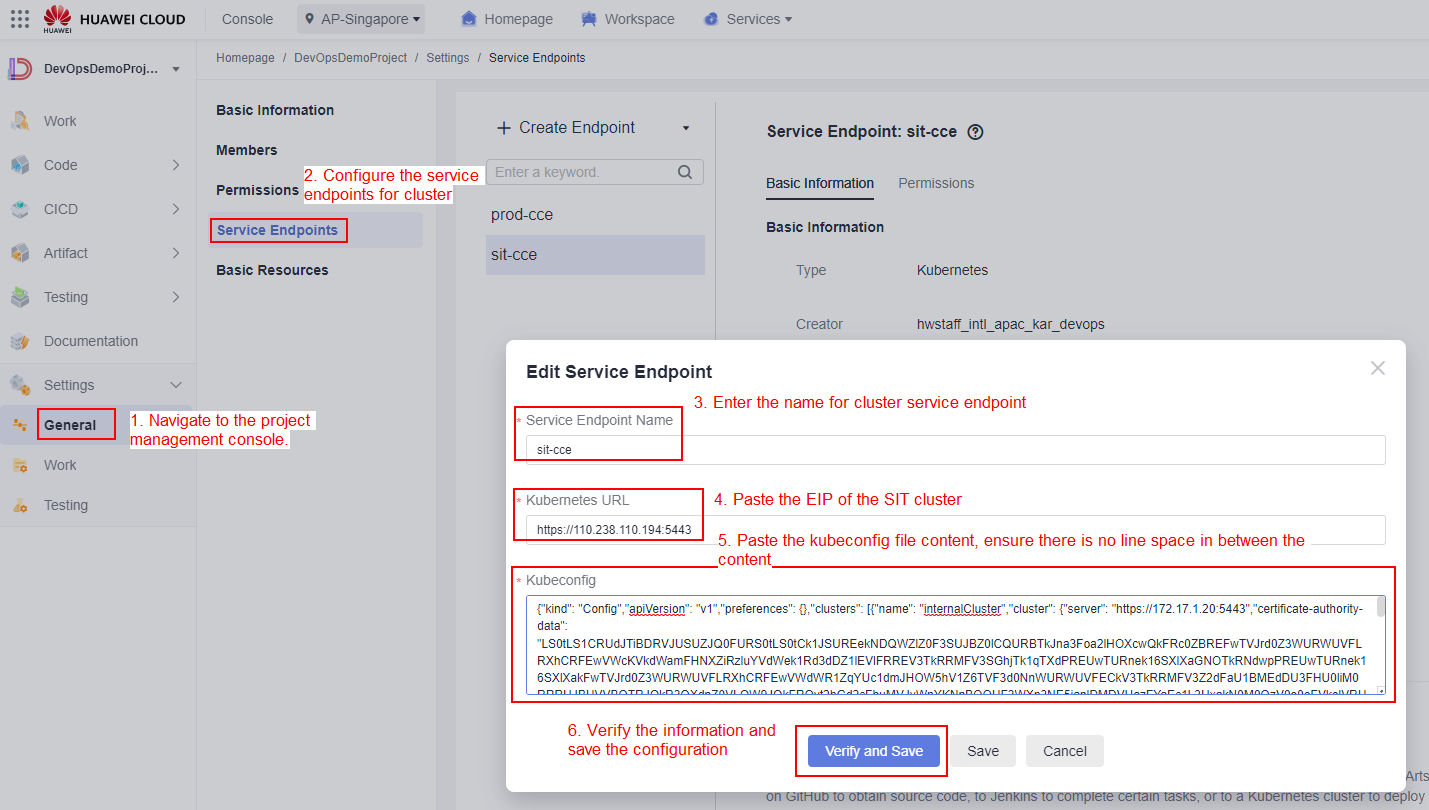 HUAWEI
HUAWEI CLOUD
Console
AP-Singapore
Homepage
Workspace
Services
DevOpsDemoProj...
Homepage / DevOpsDemoProject / Settings / Service Endpoints
Work
Code
CICD
Artifact
Testing
Documentation
Settings
General
Work
Testing
1. Navigate to the project
management console.
Basic Information
Members
Permissions
Service Endpoints
Basic Resources
2. Configure the service
endpoints for cluster
Create Endpoint
Enter a keyword.
prod-cce
sit-cce
Service Endpoint: sit-cce
Basic Information
Permissions
Basic Information
Type
Kubernetes
Creator
hwstaff_intl_apac_kar_devops
Edit Service Endpoint
3. Enter the name for cluster service endpoint
* Service Endpoint Name
sit-cce
* Kubernetes URL
4. Paste the EIP of the SIT cluster
https://110.238.110.194:5443
5. Paste the kubeconfig file content, ensure there is no line space in between the
content
* Kubeconfig
{"kind": "Config","apiVersion": "v1","preferences": {},"clusters": [{"name": "internalCluster","cluster": {"server": "https://172.17.1.20:5443","certificate-authority-
data":
6. Verify the information and
save the configuration
Verify and Save
Save
Cancel
Arts
on GitHub to obtain source code, to Jenkins to complete certain tasks, or to a Kubernetes cluster to deploy